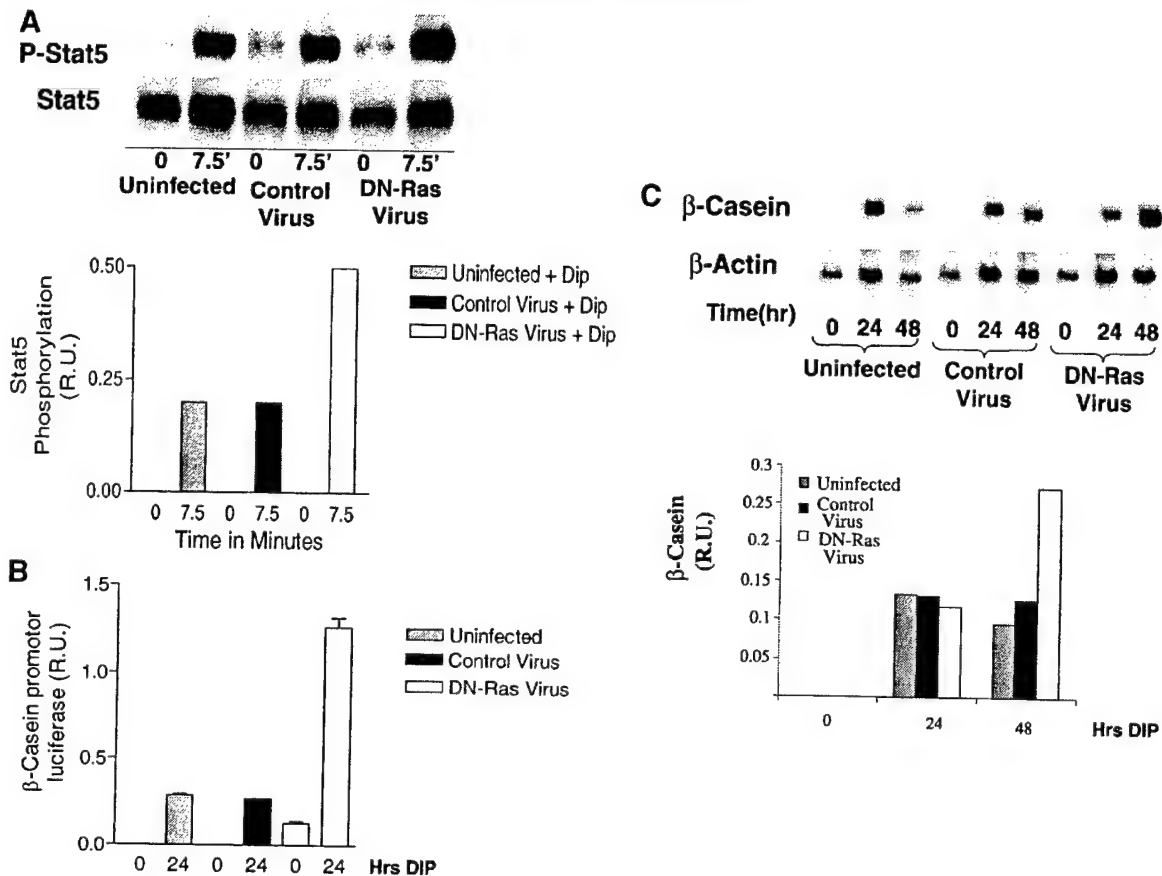 A
P-Stat5
Stat5
0 7.5' 0 7.5' 0 7.5'
Uninfected Control Virus DN-Ras Virus
0.50
0.25
0.00
Stat5 Phosphorylation (R.U.)
Uninfected + Dip
Control Virus + Dip
DN-Ras Virus + Dip
0 7.5 0 7.5 0 7.5
Time in Minutes
B
1.5
1.0
0.5
0.0
β-Casein promotor luciferase (R.U.)
Uninfected
Control Virus
DN-Ras Virus
0 24 0 24 0 24 Hrs DIP
C
β-Casein
β-Actin
Time(hr) 0 24 48 0 24 48 0 24 48
Uninfected Control Virus DN-Ras Virus
0.3
0.25
0.2
0.15
0.1
0.05
β-Casein (R.U.)
Uninfected
Control Virus
DN-Ras Virus
0 24 48 Hrs DIP